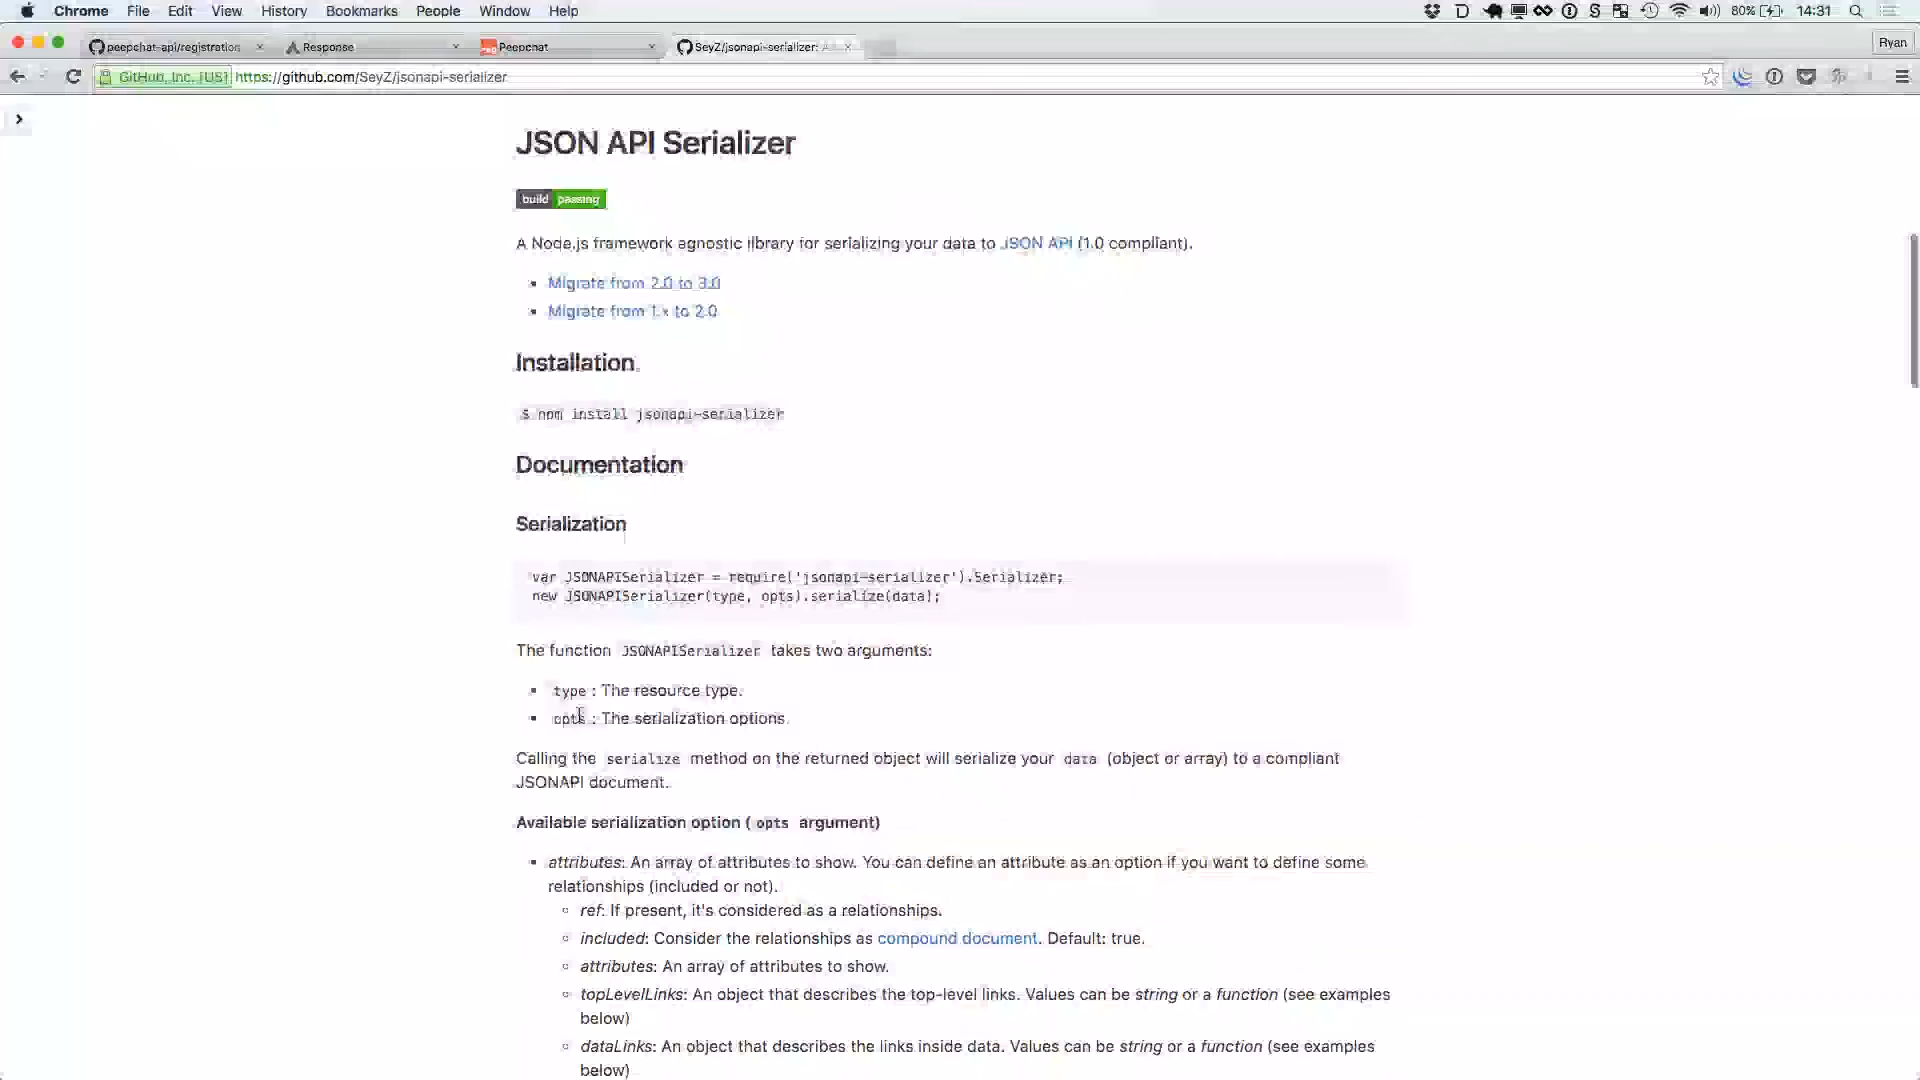 Chrome File Edit View History Bookmarks People Window Help 80% 14:31
peepchat-api/registration Response Peepchat SeyZ/jsonapi-serializer: A Ryan
GitHub, Inc. [US] https://github.com/SeyZ/jsonapi-serializer
JSON API Serializer
build passing
A Node.js framework agnostic library for serializing your data to JSON API (1.0 compliant).
Migrate from 2.0 to 3.0
Migrate from 1.x to 2.0
Installation
$ npm install jsonapi-serializer
Documentation
Serialization
var JSONAPISerializer = require('jsonapi-serializer').Serializer;
new JSONAPISerializer(type, opts).serialize(data);
The function JSONAPISerializer takes two arguments:
type : The resource type.
opts : The serialization options.
Calling the serialize method on the returned object will serialize your data (object or array) to a compliant
JSONAPI document.
Available serialization option ( opts argument)
attributes: An array of attributes to show. You can define an attribute as an option if you want to define some
relationships (included or not).
ref: If present, it's considered as a relationships.
included: Consider the relationships as compound document. Default: true.
attributes: An array of attributes to show.
topLevelLinks: An object that describes the top-level links. Values can be string or a function (see examples
below)
dataLinks: An object that describes the links inside data. Values can be string or a function (see examples
below)